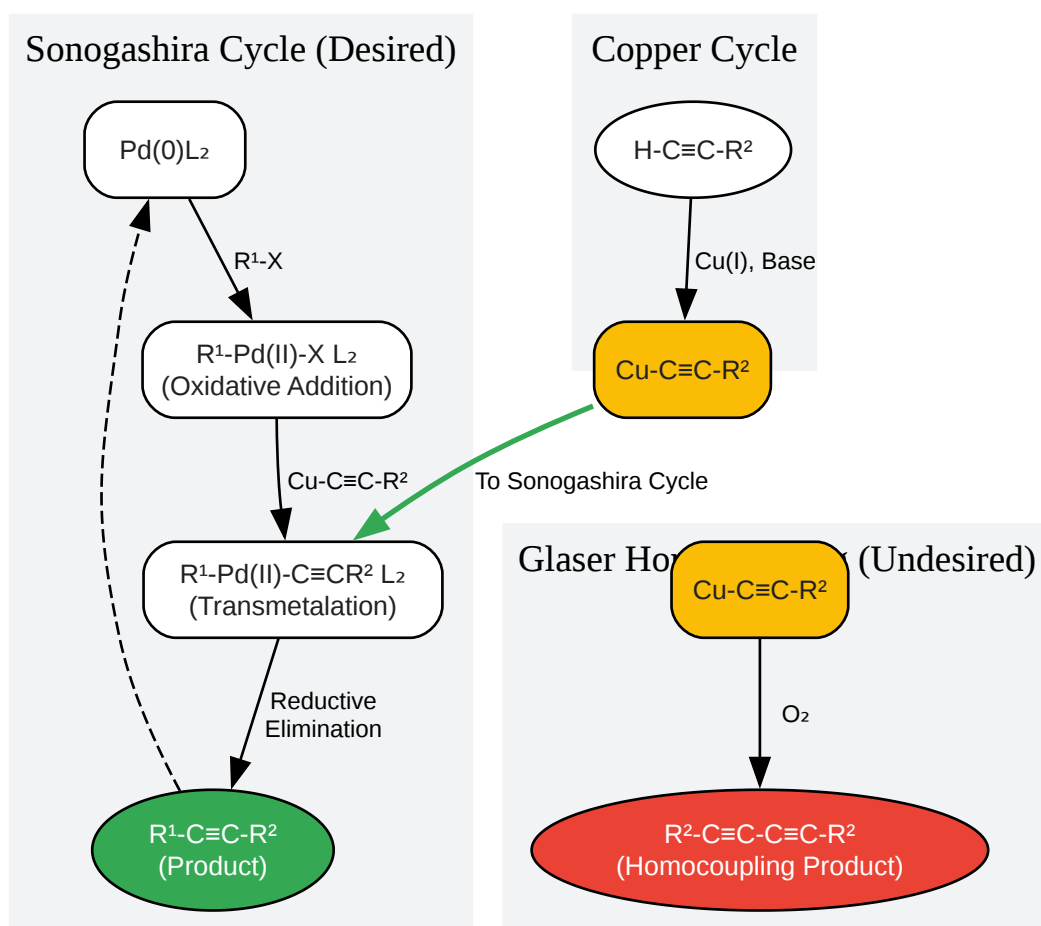 Sonogashira Cycle (Desired)
Pd(0)L₂
R¹-X
R¹-Pd(II)-X L₂
(Oxidative Addition)
Cu-C≡C-R²
R¹-Pd(II)-C≡CR² L₂
(Transmetalation)
Reductive
Elimination
R¹-C≡C-R²
(Product)
Copper Cycle
H-C≡C-R²
Cu(I), Base
Cu-C≡C-R²
To Sonogashira Cycle
Glaser (Undesired)
Cu-C≡C-R²
O₂
R²-C≡C-C≡C-R²
(Homocoupling Product)